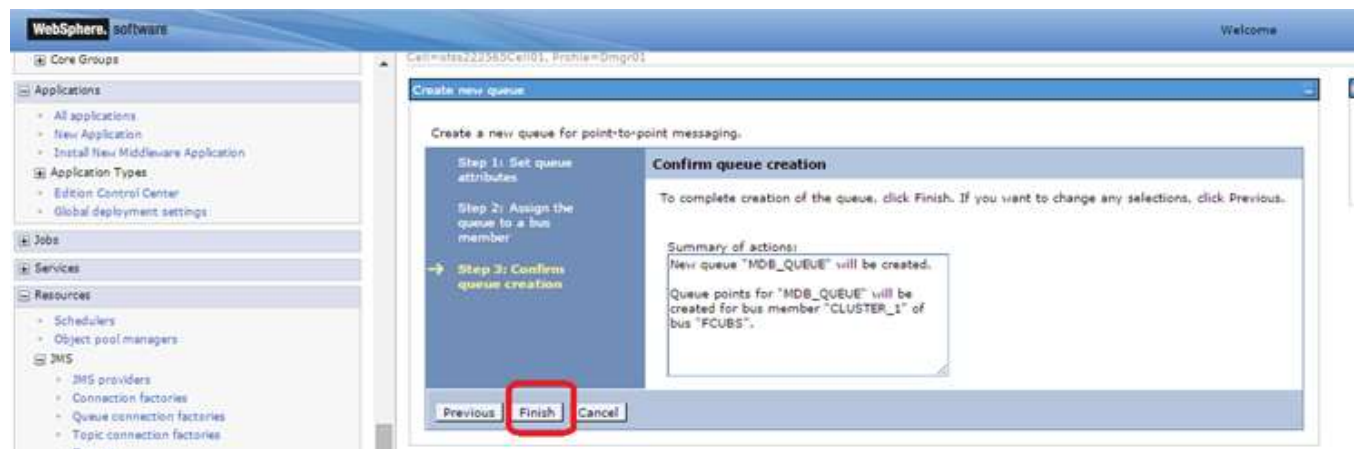 WebSphere. software
Welcome
Core Groups
Applications
All applications
New Application
Install New Middleware Application
Application Types
Edition Control Center
Global deployment settings
Jobs
Services
Resources
Schedulers
Object pool managers
JMS
JMS providers
Connection factories
Queue connection factories
Topic connection factories
Profile=Dmgr01
Create new queue
Create a new queue for point-to-point messaging.
Step 1: Set queue
attributes
Step 2: Assign the
queue to a bus
member
Step 3: Confirm
queue creation
Confirm queue creation
To complete creation of the queue, click Finish. If you want to change any selections, click Previous.
Summary of actions:
New queue "MDB_QUEUE" will be created.
Queue points for "MDB_QUEUE" will be
created for bus member "CLUSTER_1" of
bus "FCUBS".
Previous Finish Cancel